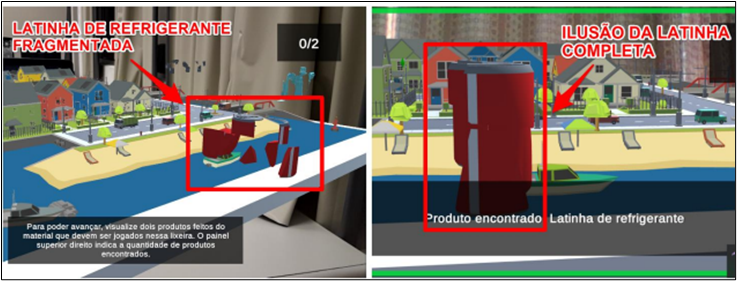 LATINHA DE REFRIGERANTE
FRAGMENTADA
0/2
Para poder avançar, visualize dois produtos feitos do
material que devem ser jogados nessa lixeira. O painel
superior direito indica a quantidade de produtos
encontrados.
ILUSÃO DA LATINHA
COMPLETA
Produto encontrado: Latinha de refrigerante